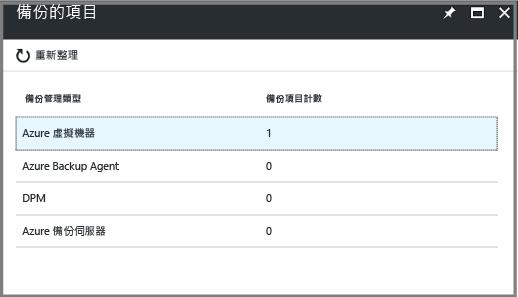 備份的項目
重新整理
備份管理類型 備份項目計數
Azure 虛擬機器 1
Azure Backup Agent 0
DPM 0
Azure 備份伺服器 0